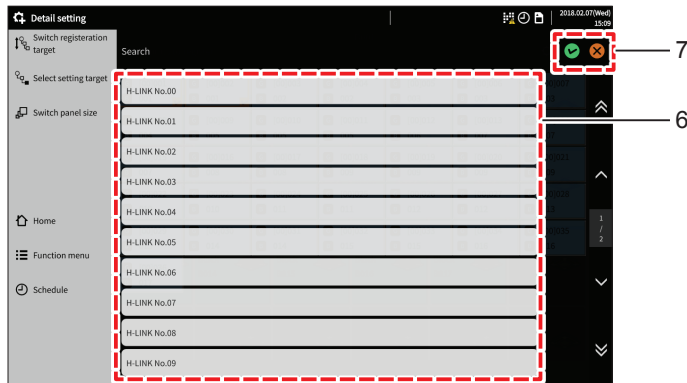 Detail setting
2018.02.07(Wed)
15:09
Switch registeration
target
Search
7
Select setting target
H-LINK No.00
Switch panel size
H-LINK No.01
6
H-LINK No.02
H-LINK No.03
H-LINK No.04
Home
1
/
2
H-LINK No.05
Function menu
H-LINK No.06
Schedule
H-LINK No.07
H-LINK No.08
H-LINK No.09